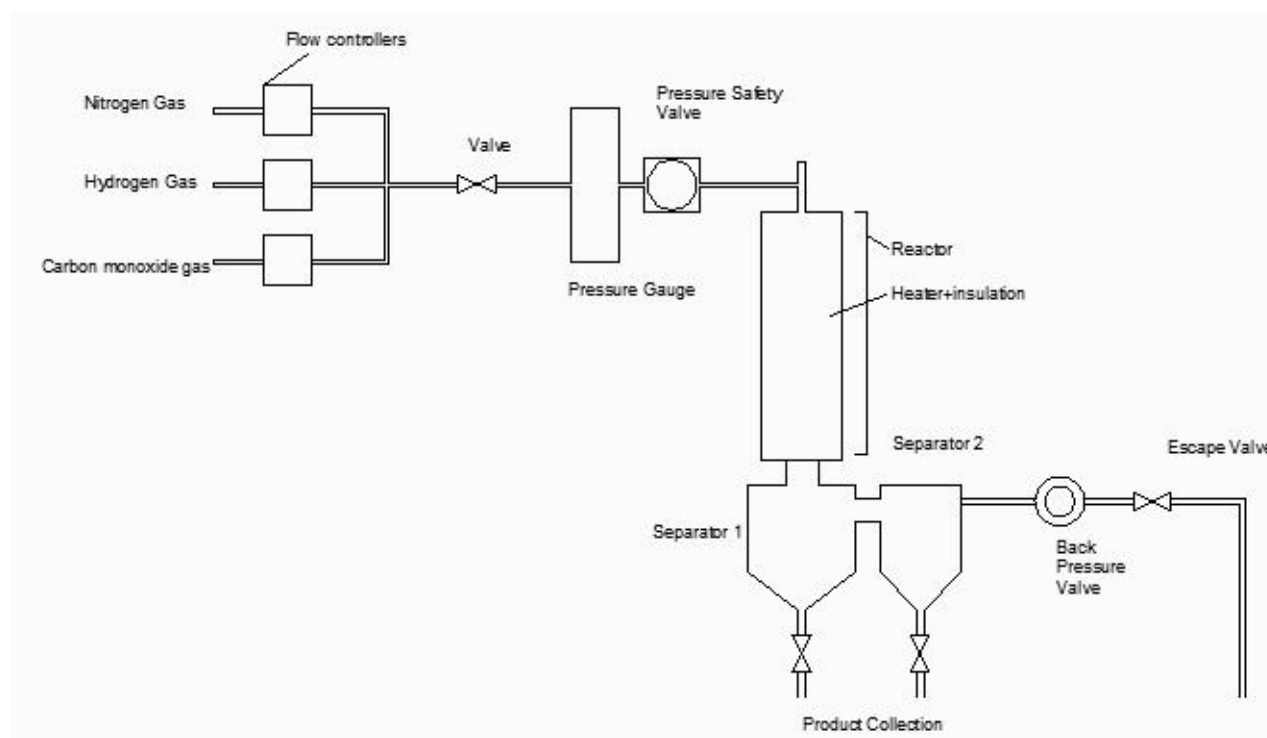 Flow controllers
Nitrogen Gas
Pressure Safety
Valve
Valve
Hydrogen Gas
Carbon monoxide gas
Pressure Gauge
Reactor
Heater+insulation
Separator 2
Escape Valve
Separator 1
Back
Pressure
Valve
Product Collection